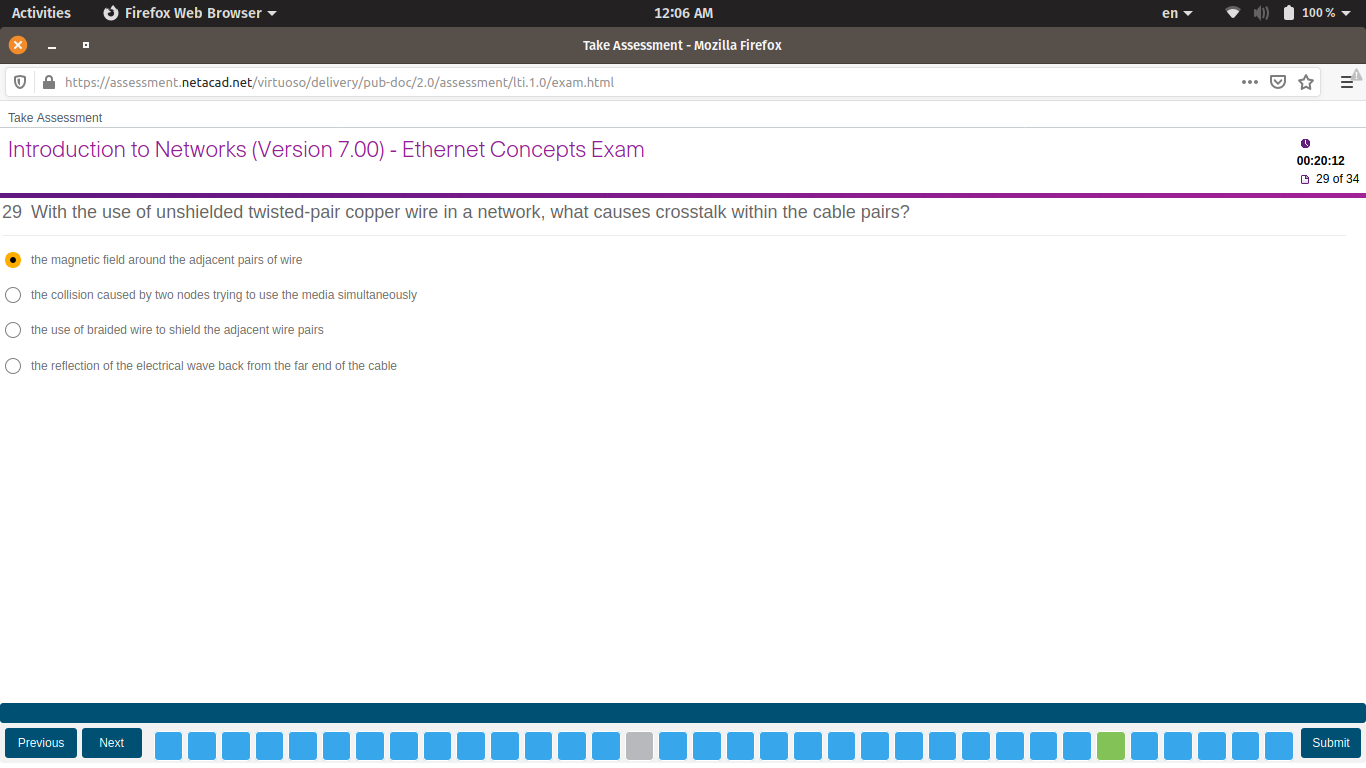 Activities Firefox Web Browser 12:06 AM en 100 %
Take Assessment - Mozilla Firefox
https://assessment.netacad.net/virtuoso/delivery/pub-doc/2.0/assessment/lti.1.0/exam.html
Take Assessment
Introduction to Networks (Version 7.00) - Ethernet Concepts Exam
00:20:12
29 of 34
29 With the use of unshielded twisted-pair copper wire in a network, what causes crosstalk within the cable pairs?
the magnetic field around the adjacent pairs of wire
the collision caused by two nodes trying to use the media simultaneously
the use of braided wire to shield the adjacent wire pairs
the reflection of the electrical wave back from the far end of the cable
Previous Next Submit